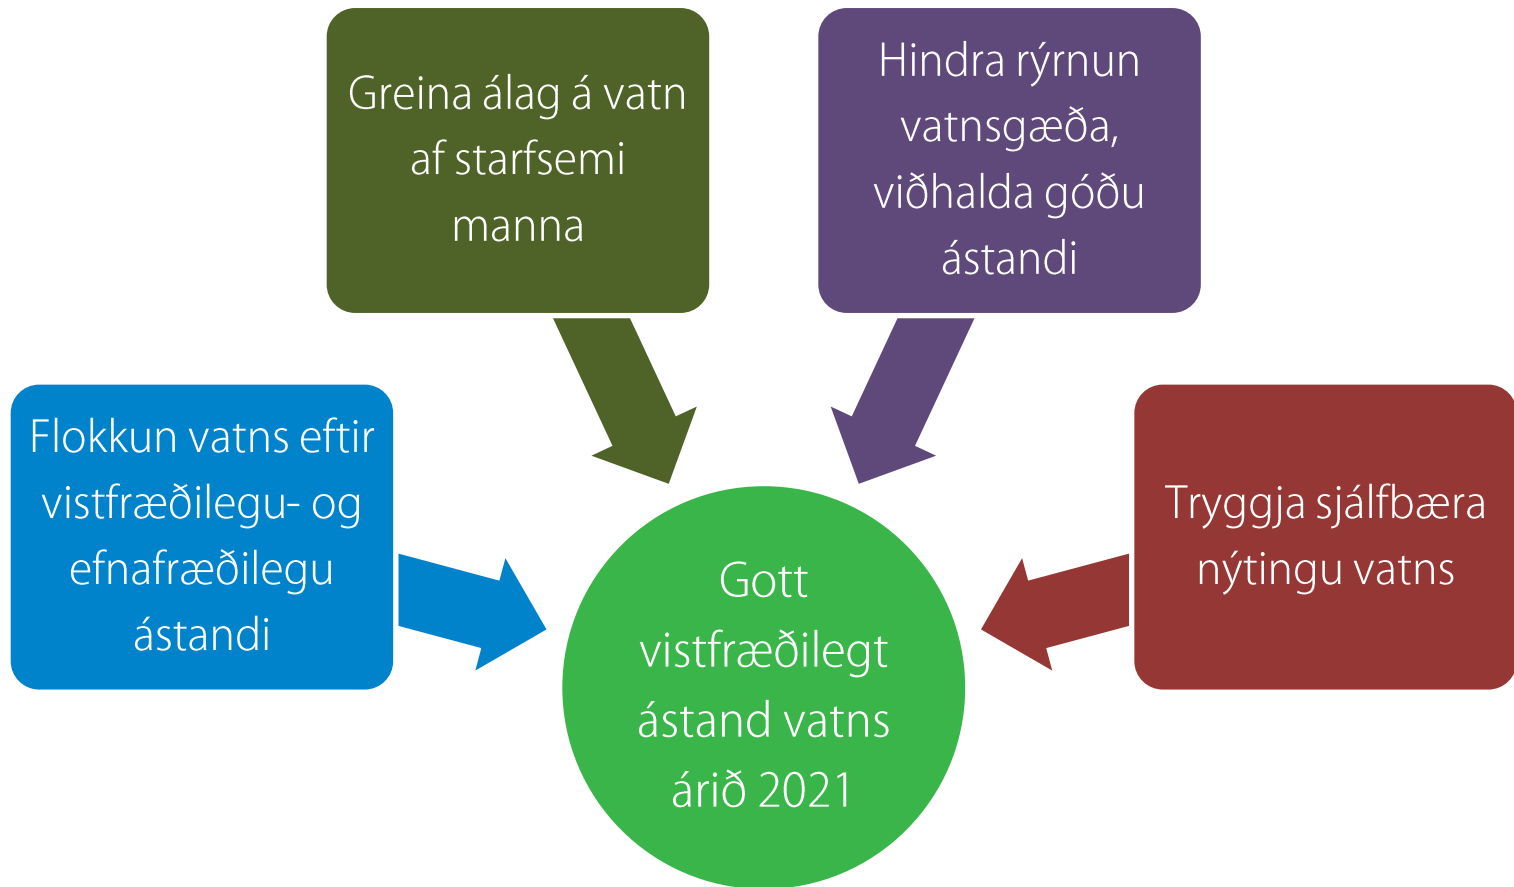 Greina álag á vatn
af starfsemi
manna
Hindra rýrnun
vatnsgæða,
viðhalda góðu
ástandi
Flokkun vatns eftir
vistfræðilegu- og
efnafræðilegu
ástandi
Tryggja sjálfbæra
nýtingu vatns
Gott
vistfræðilegt
ástand vatns
árið 2021